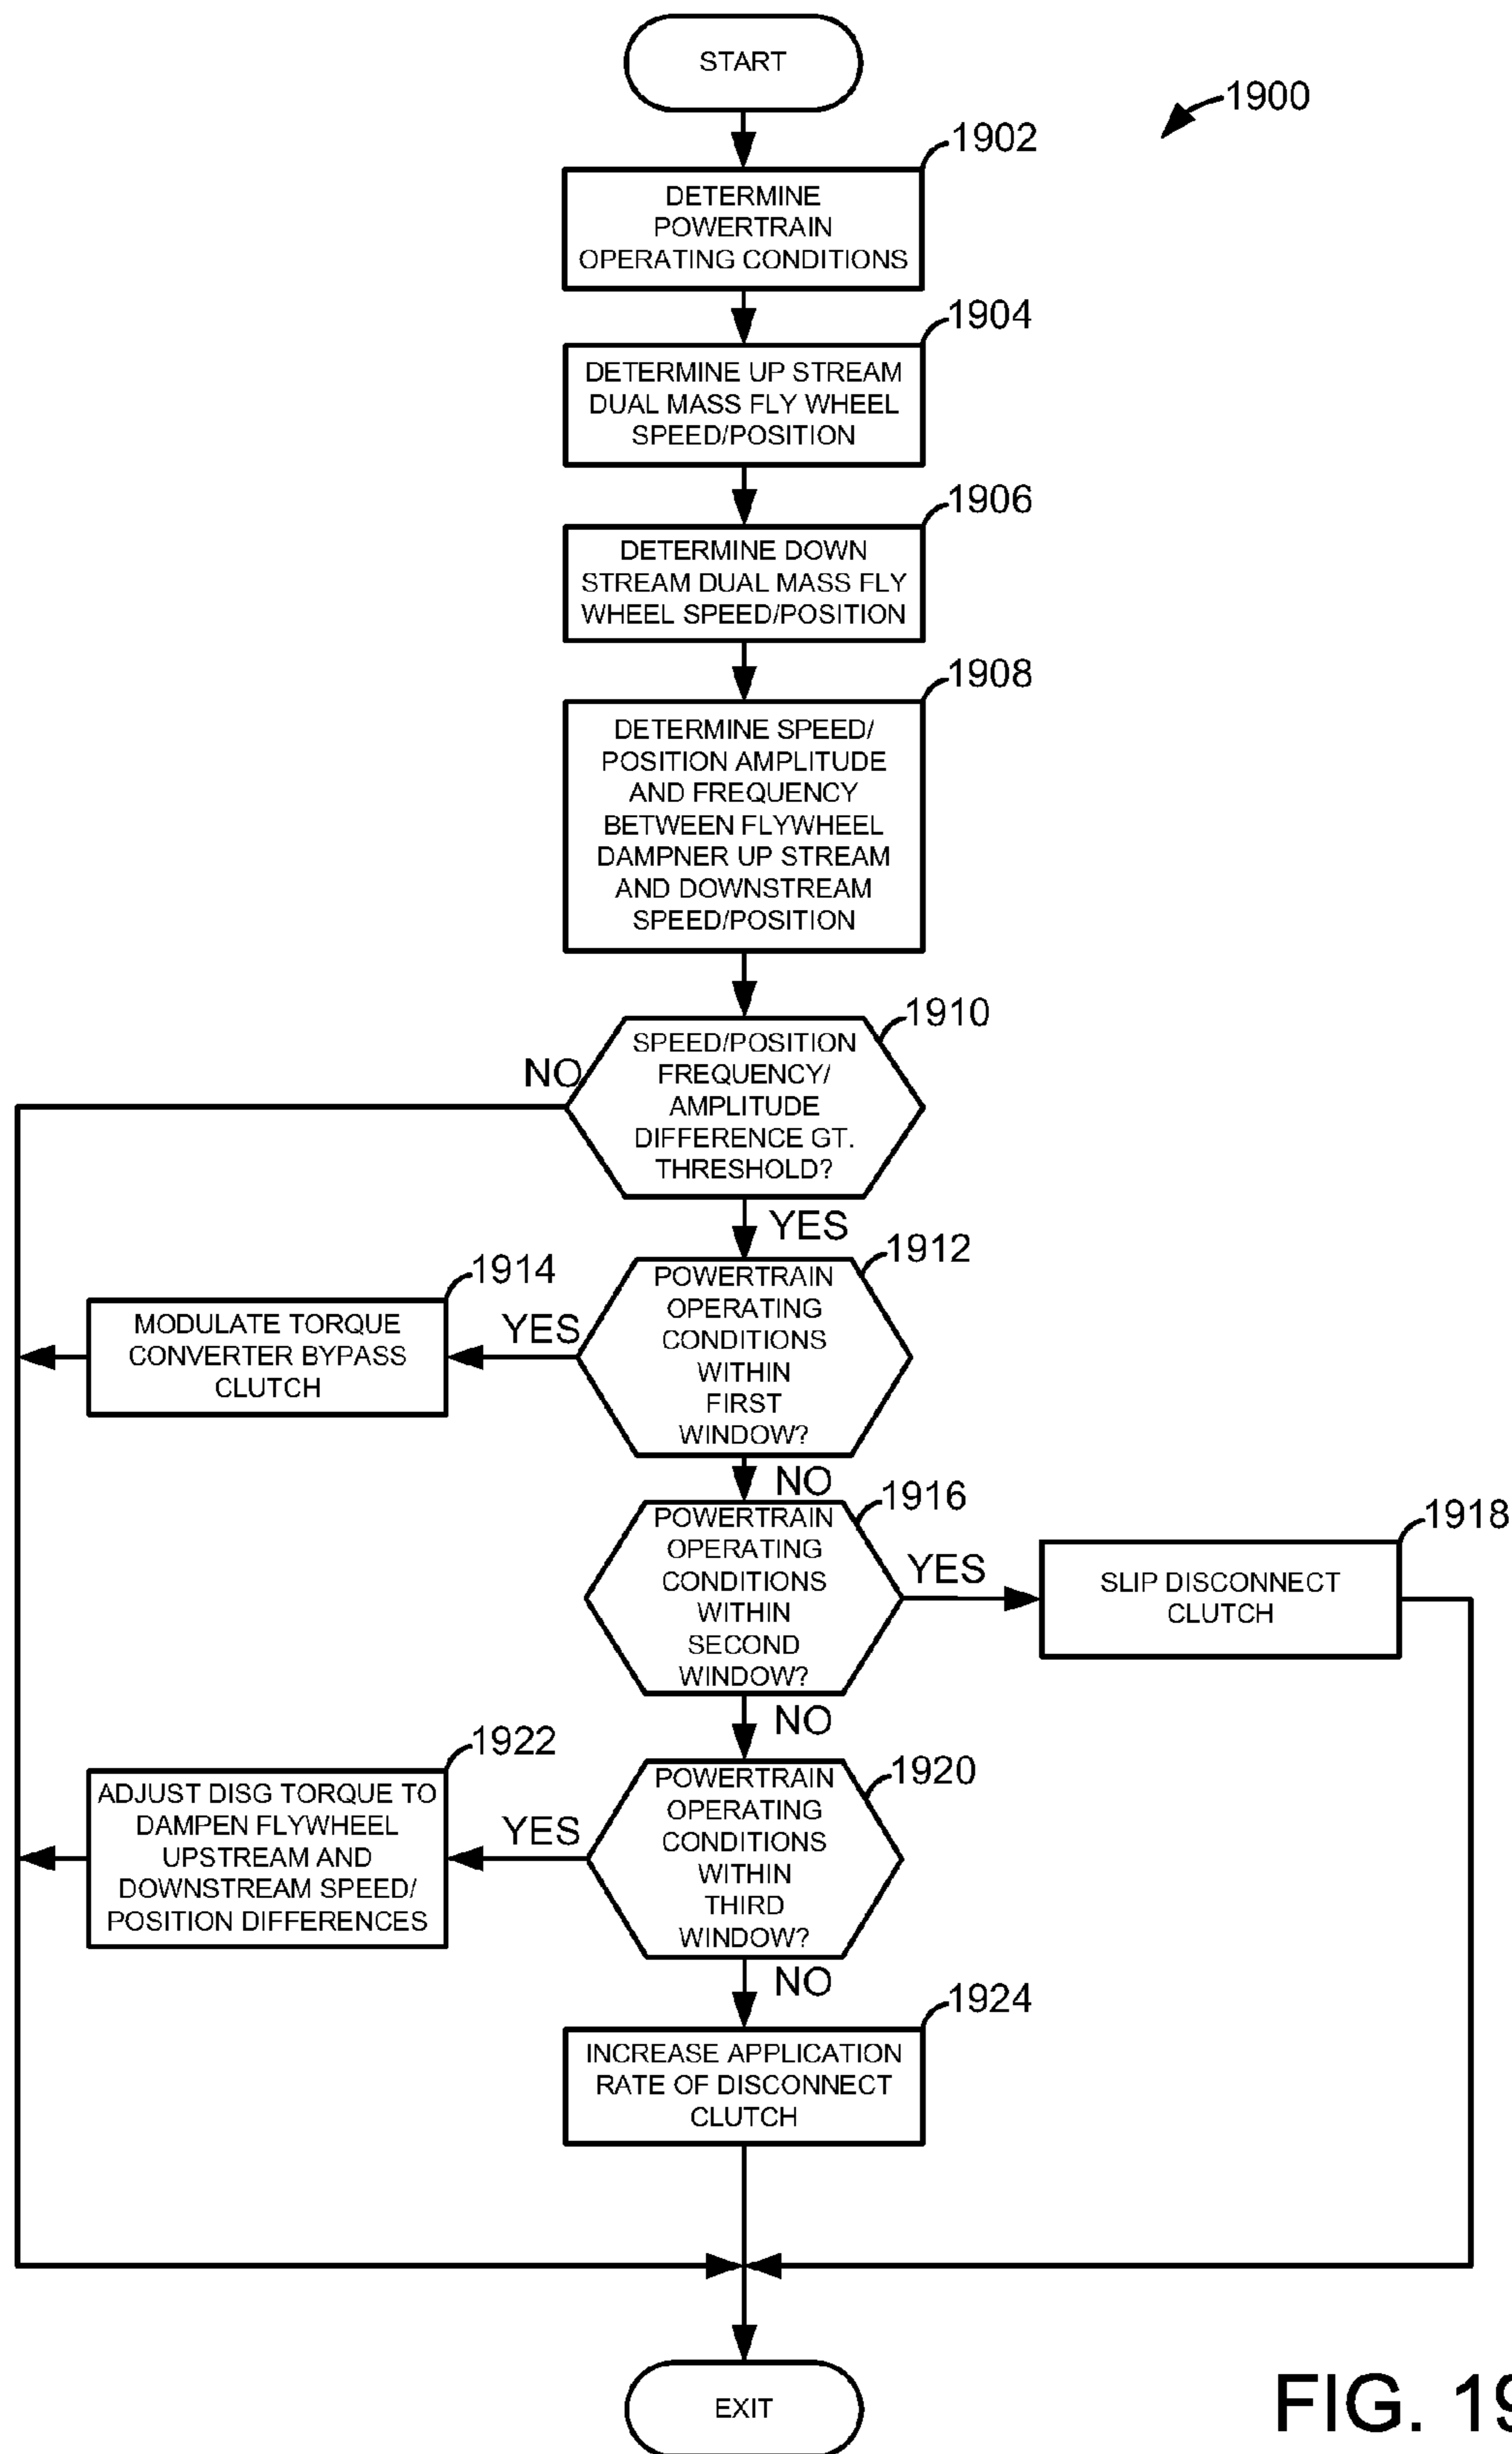 START
1900
1902
DETERMINE
POWERTRAIN
OPERATING CONDITIONS
1904
DETERMINE UP STREAM
DUAL MASS FLY WHEEL
SPEED/POSITION
1906
DETERMINE DOWN
STREAM DUAL MASS FLY
WHEEL SPEED/POSITION
1908
DETERMINE SPEED/
POSITION AMPLITUDE
AND FREQUENCY
BETWEEN FLYWHEEL
DAMPNER UP STREAM
AND DOWNSTREAM
SPEED/POSITION
1910
SPEED/POSITION
FREQUENCY/
AMPLITUDE
DIFFERENCE GT.
THRESHOLD?
NO
YES
1912
POWERTRAIN
OPERATING
CONDITIONS
WITHIN
FIRST
WINDOW?
YES
1914
MODULATE TORQUE
CONVERTER BYPASS
CLUTCH
NO
1916
POWERTRAIN
OPERATING
CONDITIONS
WITHIN
SECOND
WINDOW?
YES
1918
SLIP DISCONNECT
CLUTCH
NO
1920
POWERTRAIN
OPERATING
CONDITIONS
WITHIN
THIRD
WINDOW?
YES
1922
ADJUST DISG TORQUE TO
DAMPEN FLYWHEEL
UPSTREAM AND
DOWNSTREAM SPEED/
POSITION DIFFERENCES
NO
1924
INCREASE APPLICATION
RATE OF DISCONNECT
CLUTCH
EXIT
FIG. 19